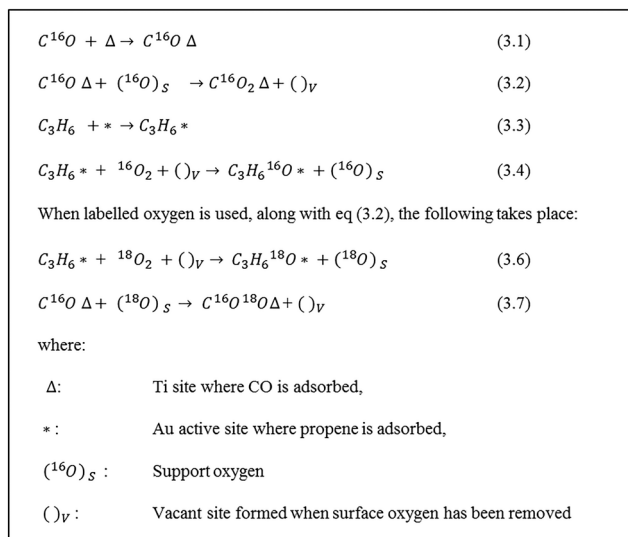 C¹⁶O + Δ → C¹⁶O Δ (3.1)
C¹⁶O Δ + (¹⁶O)ₛ → C¹⁶O₂ Δ + ( )ᵥ (3.2)
C₃H₆ + * → C₃H₆ * (3.3)
C₃H₆ * + ¹⁶O₂ + ( )ᵥ → C₃H₆¹⁶O * + (¹⁶O)ₛ (3.4)
When labelled oxygen is used, along with eq (3.2), the following takes place:
C₃H₆ * + ¹⁸O₂ + ( )ᵥ → C₃H₆¹⁸O * + (¹⁸O)ₛ (3.6)
C¹⁶O Δ + (¹⁸O)ₛ → C¹⁶O¹⁸OΔ + ( )ᵥ (3.7)
where:
Δ: Ti site where CO is adsorbed,
* : Au active site where propene is adsorbed,
(¹⁶O)ₛ : Support oxygen
( )ᵥ : Vacant site formed when surface oxygen has been removed